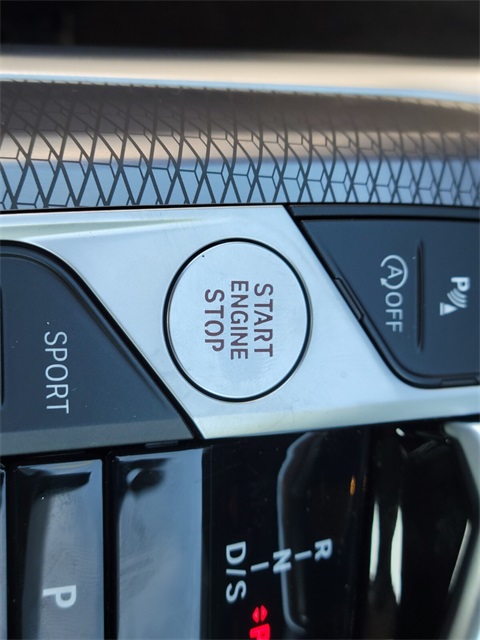 START
ENGINE
STOP
A OFF
P
SPORT
R
N
D/S
P
P